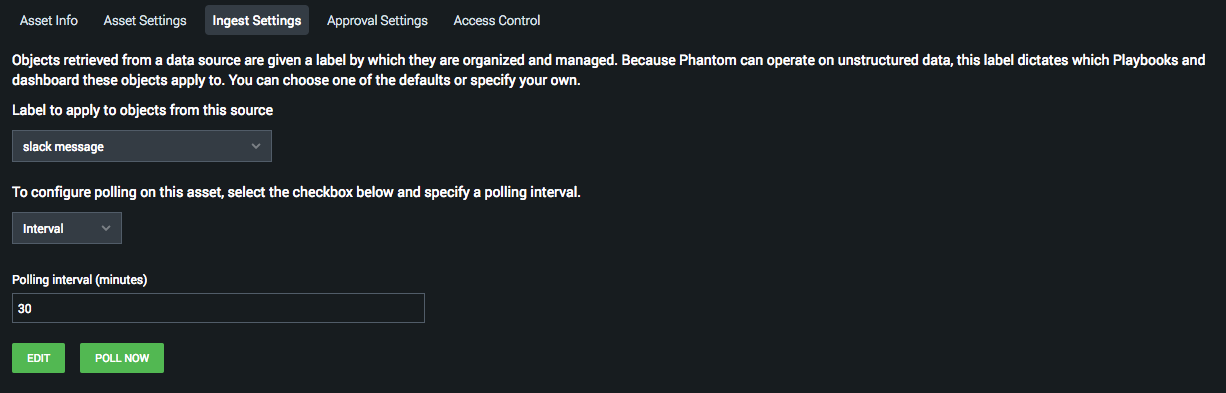 Asset Info Asset Settings Ingest Settings Approval Settings Access Control
Objects retrieved from a data source are given a label by which they are organized and managed. Because Phantom can operate on unstructured data, this label dictates which Playbooks and
dashboard these objects apply to. You can choose one of the defaults or specify your own.
Label to apply to objects from this source
slack message
To configure polling on this asset, select the checkbox below and specify a polling interval.
Interval
Polling interval (minutes)
30
EDIT POLL NOW